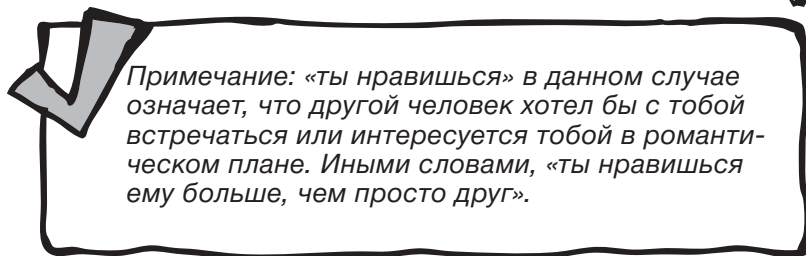 Примечание: «ты нравишься» в данном случае
означает, что другой человек хотел бы с тобой
встречаться или интересуется тобой в романти-
ческом плане. Иными словами, «ты нравишься
ему больше, чем просто друг».